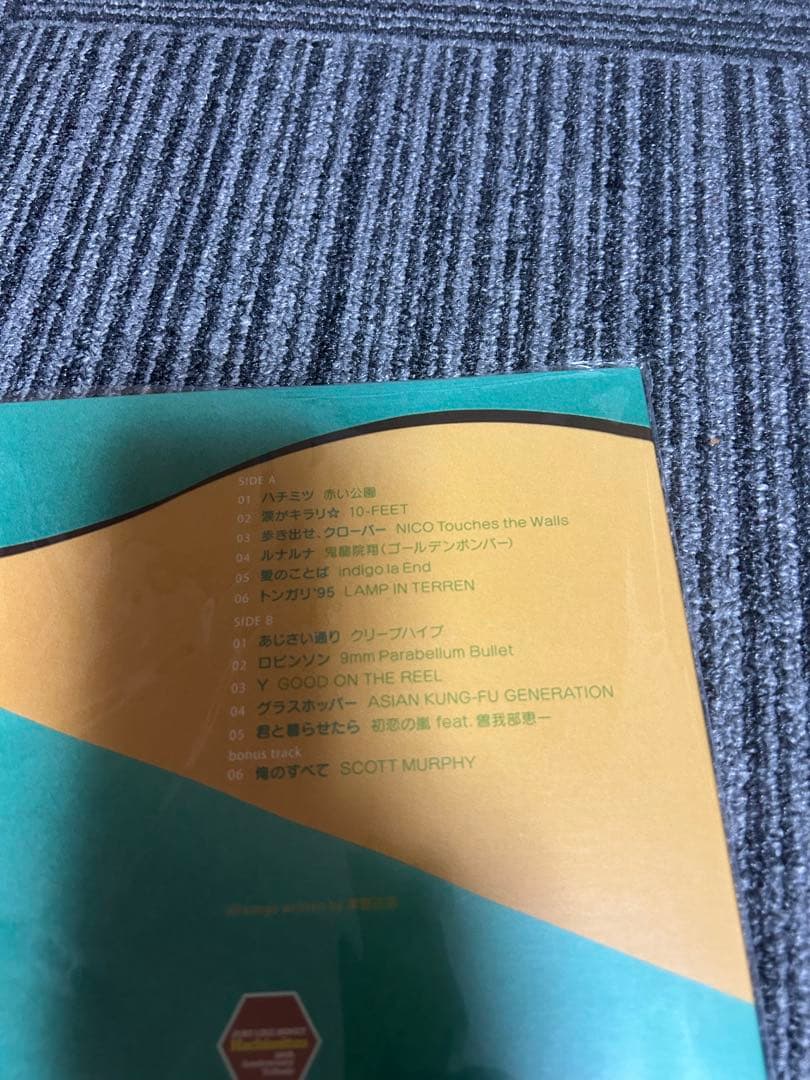 SIDE A
01 ハチミツ 赤い公園
02 涙がキラリ☆ 10-FEET
03 歩き出せ、クローバー NICO Touches the Walls
04 ルナルナ 鬼龍院翔(ゴールデンボンバー)
05 愛のことば indigo la End
06 トンガリ'95 LAMP IN TERREN
SIDE B
01 あじさい通り クリープハイプ
02 ロビンソン 9mm Parabellum Bullet
03 Y GOOD ON THE REEL
04 グラスホッパー ASIAN KUNG-FU GENERATION
05 君と暮らせたら 初恋の嵐 feat. 曽我部恵一
bonus track
06 俺のすべて SCOTT MURPHY
songs written by